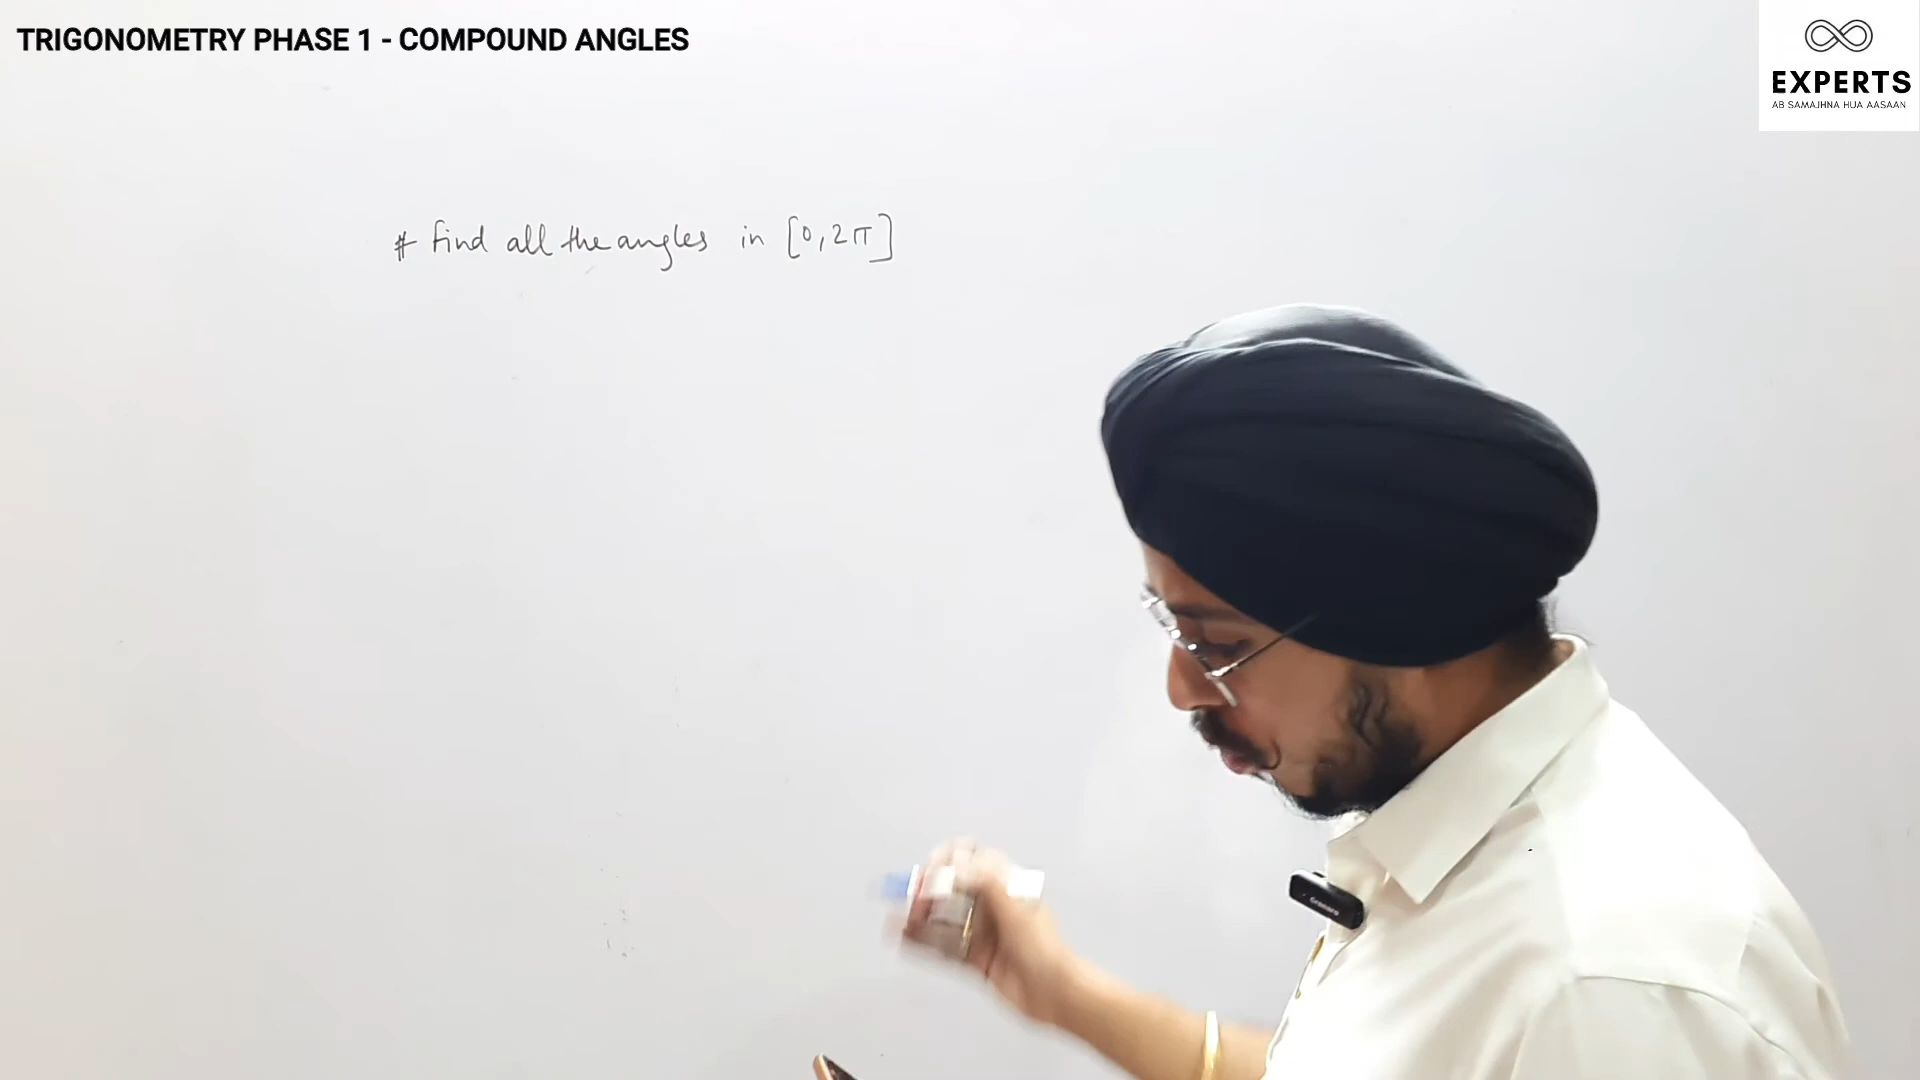 TRIGONOMETRY PHASE 1 - COMPOUND ANGLES
EXPERTS
AB SAMAJHNA HUA AASAAN
# find all the angles in [0,2π]